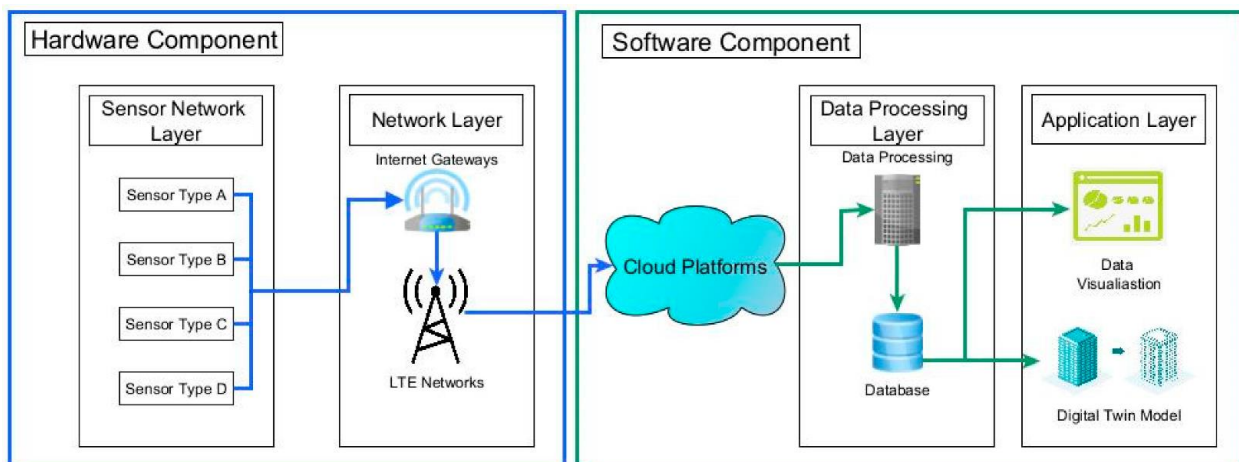 Hardware Component
Sensor Network
Layer
Sensor Type A
Sensor Type B
Sensor Type C
Sensor Type D
Network Layer
Internet Gateways
LTE Networks
Software Component
Cloud Platforms
Data Processing
Layer
Data Processing
Database
Application Layer
Data
Visualiastion
Digital Twin Model